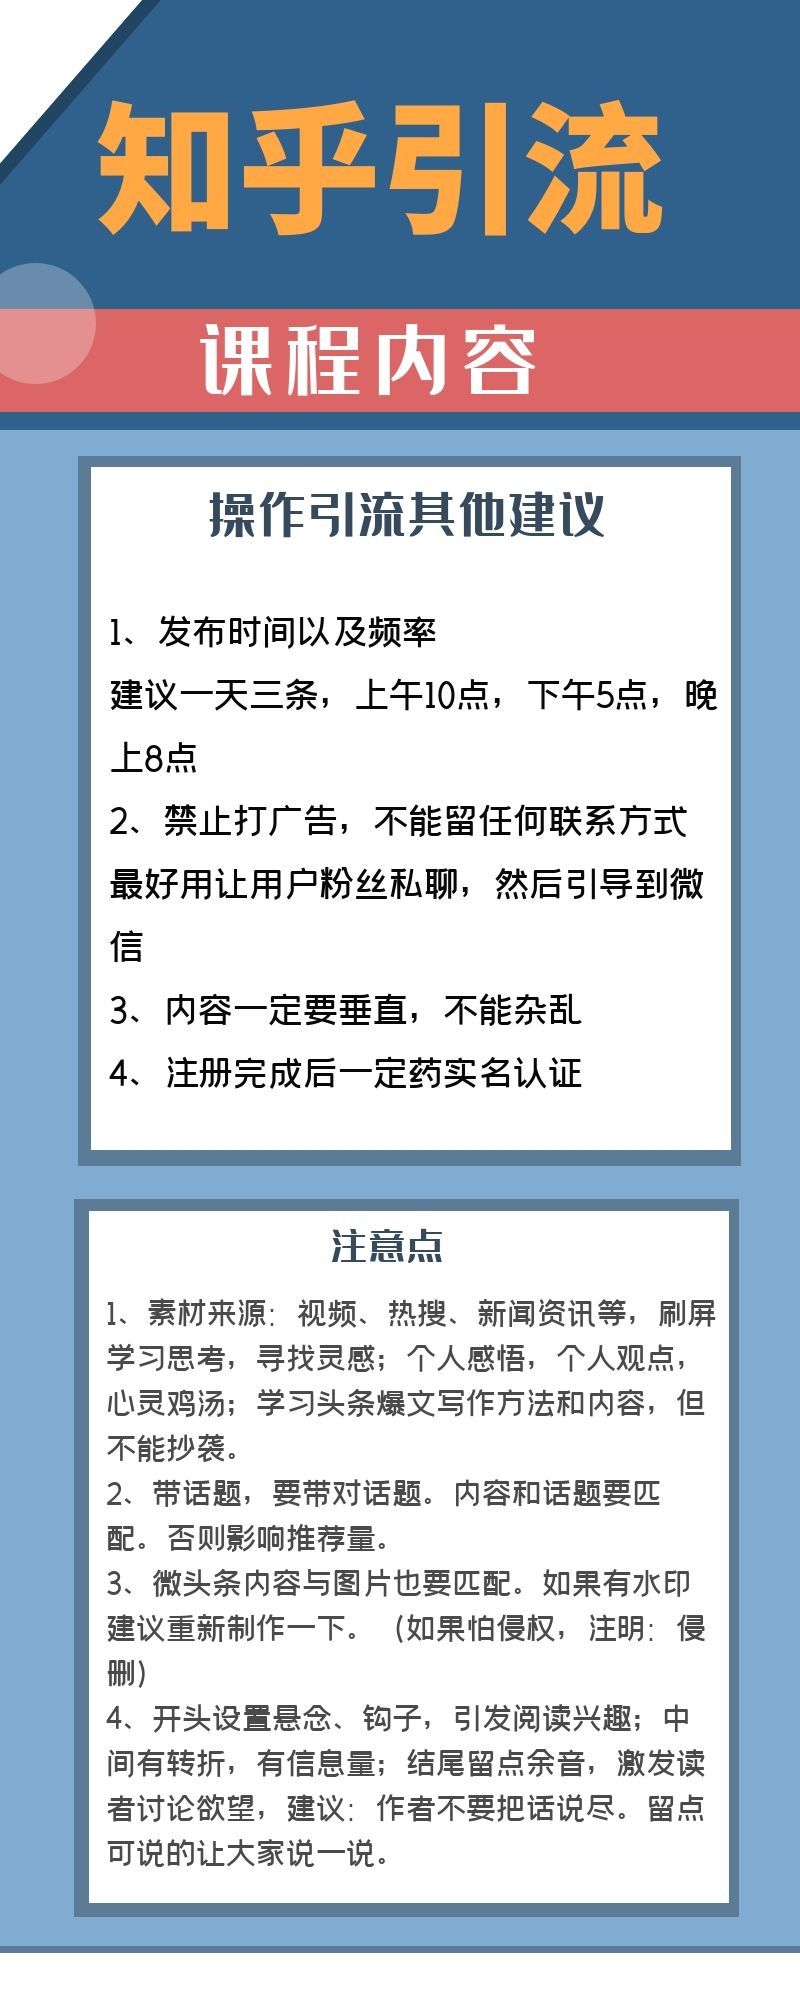 知乎引流
课程内容
操作引流其他建议
1、发布时间以及频率
建议一天三条，上午10点，下午5点，晚
上8点
2、禁止打广告，不能留任何联系方式
最好用让用户粉丝私聊，然后引导到微
信
3、内容一定要垂直，不能杂乱
4、注册完成后一定药实名认证
注意点
1、素材来源：视频、热搜、新闻资讯等，刷屏
学习思考，寻找灵感；个人感悟，个人观点，
心灵鸡汤；学习头条爆文写作方法和内容，但
不能抄袭。
2、带话题，要带对话题。内容和话题要匹
配。否则影响推荐量。
3、微头条内容与图片也要匹配。如果有水印
建议重新制作一下。（如果怕侵权，注明：侵
删）
4、开头设置悬念、钩子，引发阅读兴趣；中
间有转折，有信息量；结尾留点余音，激发读
者讨论欲望，建议：作者不要把话说尽。留点
可说的让大家说一说。